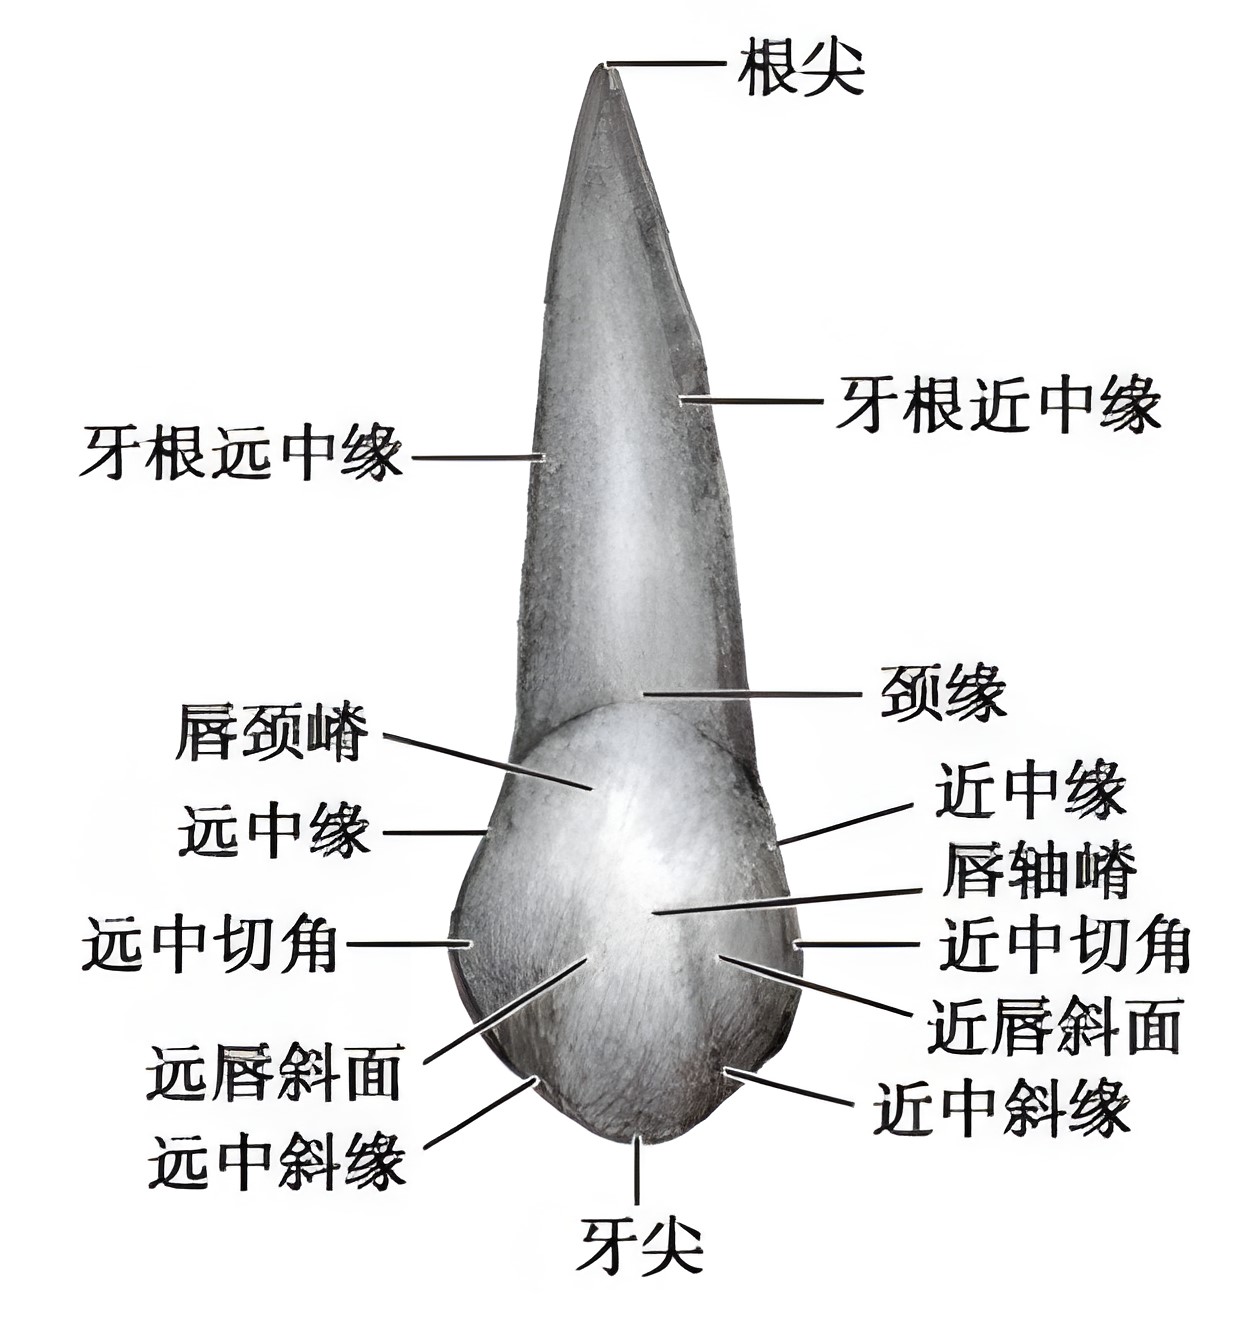 根尖
牙根近中缘
牙根远中缘
颈缘
唇颈嵴
近中缘
远中缘
唇轴嵴
远中切角
近中切角
近唇斜面
远唇斜面
近中斜缘
远中斜缘
牙尖